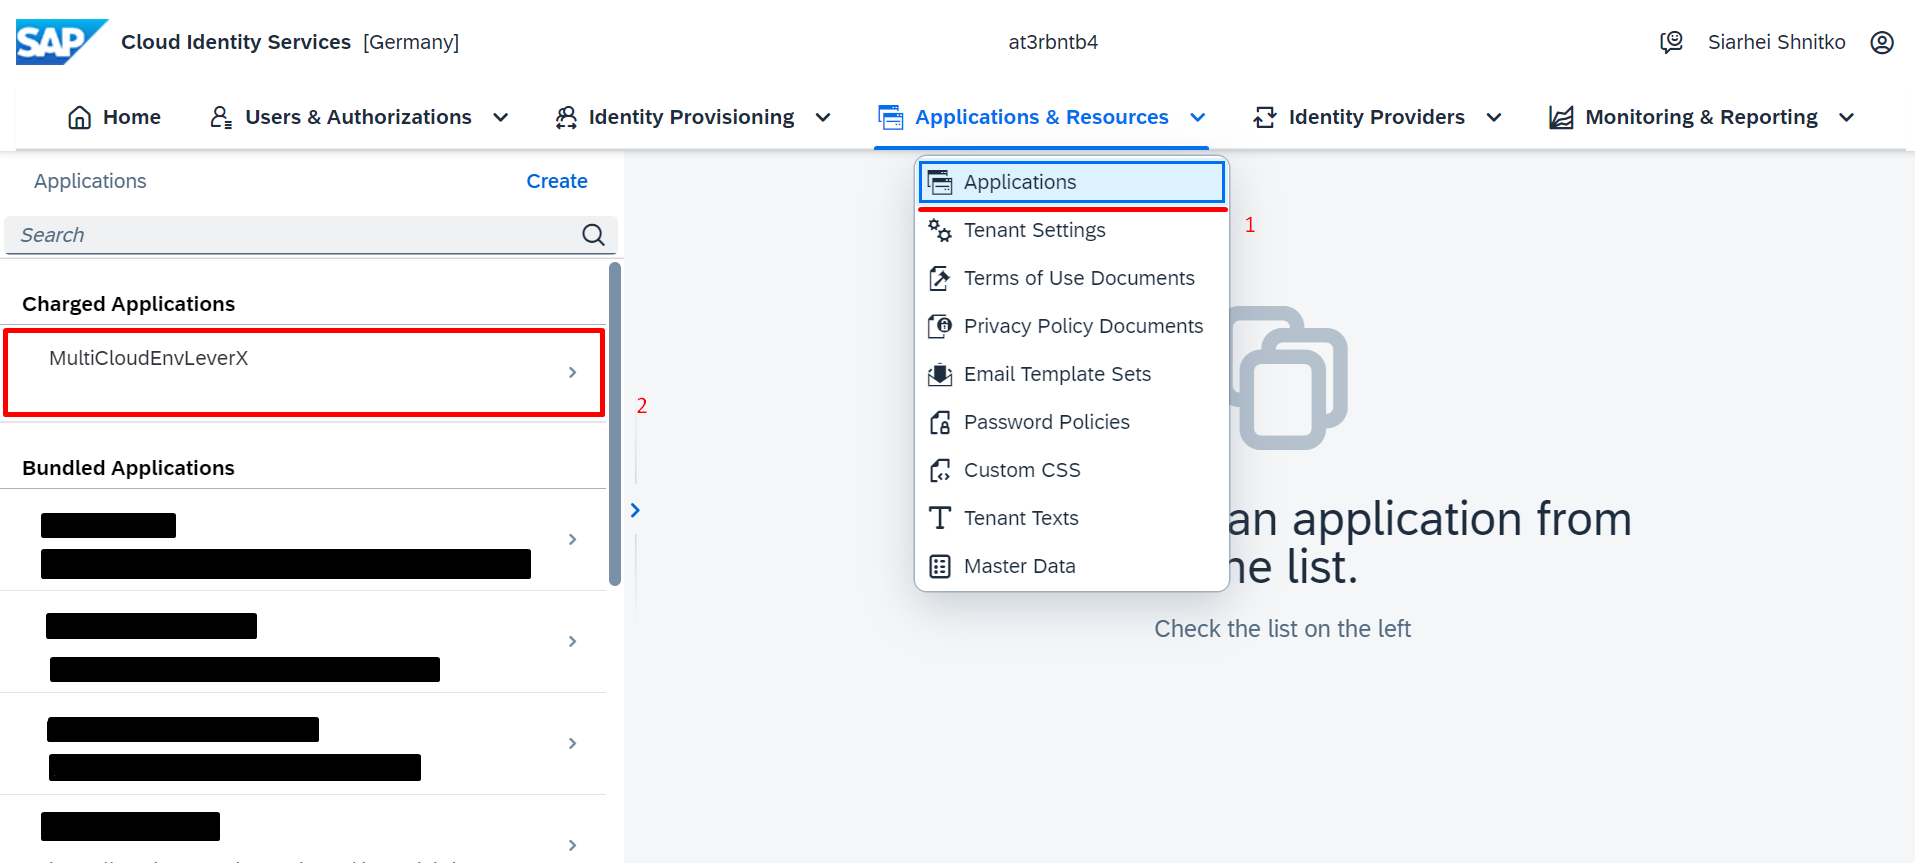 SAP Cloud Identity Services [Germany]
at3rbntb4
Siarhei Shnitko
Home
Users & Authorizations
Identity Provisioning
Applications & Resources
Identity Providers
Monitoring & Reporting
Applications
Create
Search
Charged Applications
MultiCloudEnvLeverX
2
Bundled Applications
Applications
1
Tenant Settings
Terms of Use Documents
Privacy Policy Documents
Email Template Sets
Password Policies
Custom CSS
Tenant Texts
Master Data
an application from
list.
Check the list on the left